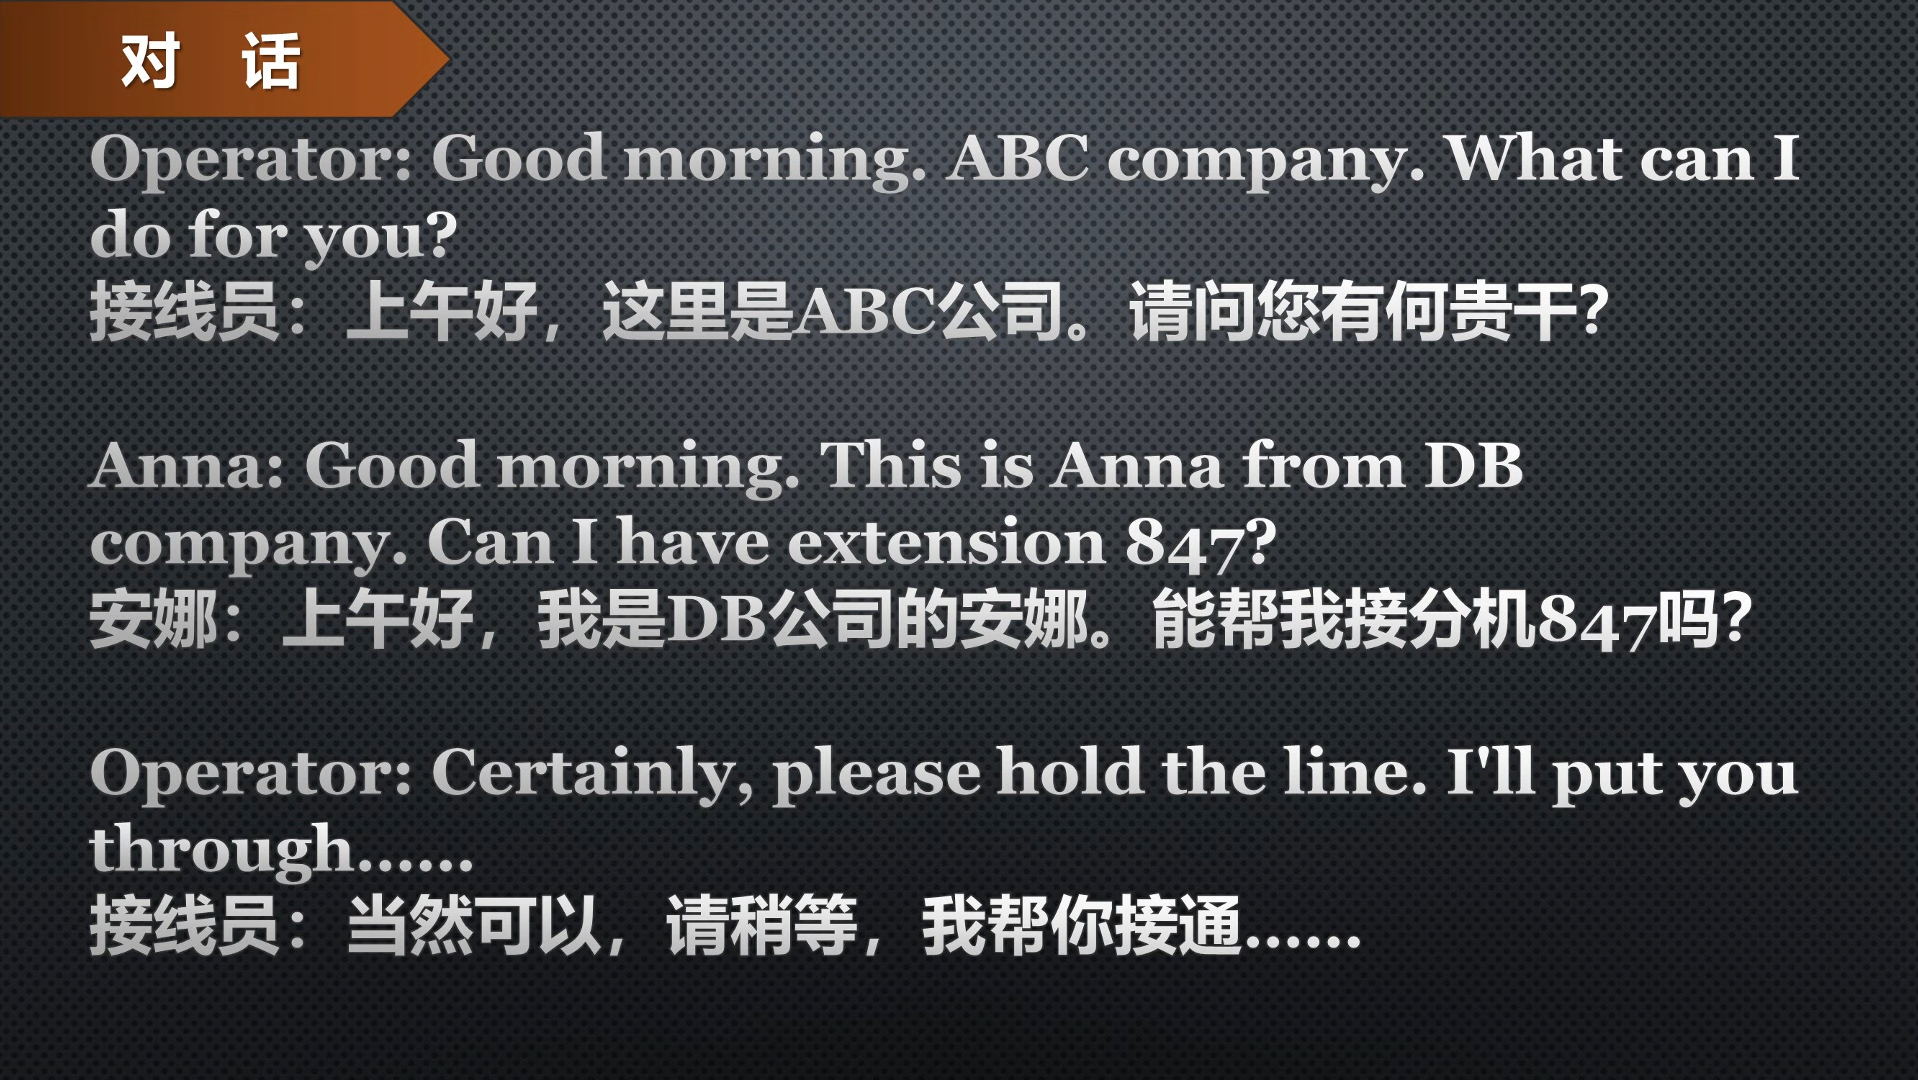 对 话
Operator: Good morning. ABC company. What can I
do for you?
接线员：上午好，这里是ABC公司。请问您有何贵干？
Anna: Good morning. This is Anna from DB
company. Can I have extension 847?
安娜：上午好，我是DB公司的安娜。能帮我接分机847吗？
Operator: Certainly, please hold the line. I'll put you
through……
接线员：当然可以，请稍等，我帮你接通……